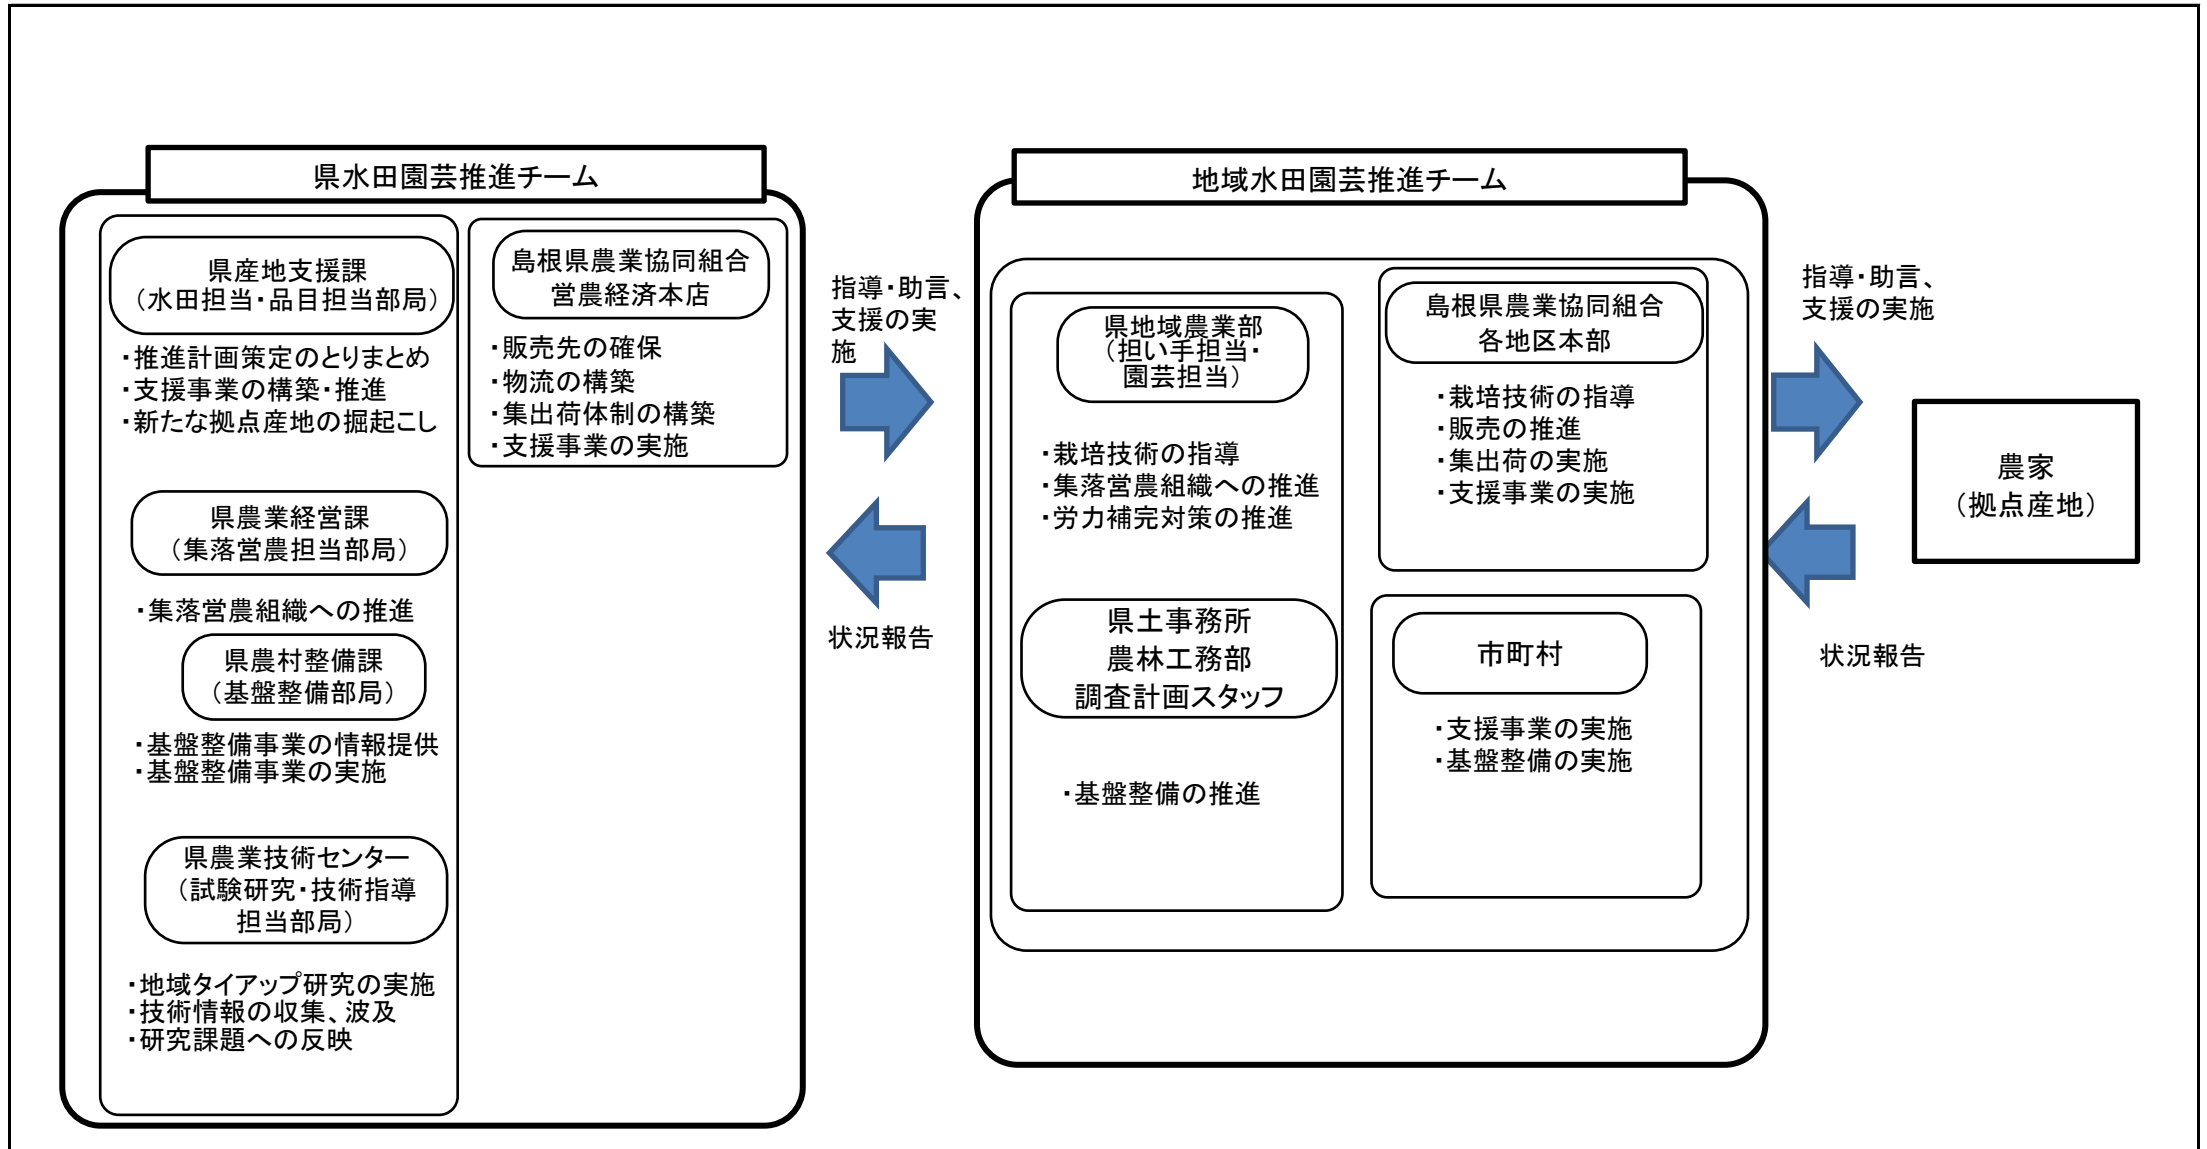 県水田園芸推進チーム
県産地支援課
（水田担当・品目担当部局）
・推進計画策定のとりまとめ
・支援事業の構築・推進
・新たな拠点産地の掘起こし
県農業経営課
（集落営農担当部局）
・集落営農組織への推進
県農村整備課
（基盤整備部局）
・基盤整備事業の情報提供
・基盤整備事業の実施
県農業技術センター
（試験研究・技術指導
担当部局）
・地域タイアップ研究の実施
・技術情報の収集、波及
・研究課題への反映
島根県農業協同組合
営農経済本店
・販売先の確保
・物流の構築
・集出荷体制の構築
・支援事業の実施
指導・助言、
支援の実
施
状況報告
地域水田園芸推進チーム
県地域農業部
（担い手担当・
園芸担当）
・栽培技術の指導
・集落営農組織への推進
・労力補完対策の推進
県土事務所
農林工務部
調査計画スタッフ
・基盤整備の推進
島根県農業協同組合
各地区本部
・栽培技術の指導
・販売の推進
・集出荷の実施
・支援事業の実施
市町村
・支援事業の実施
・基盤整備の実施
指導・助言、
支援の実施
状況報告
農家
（拠点産地）